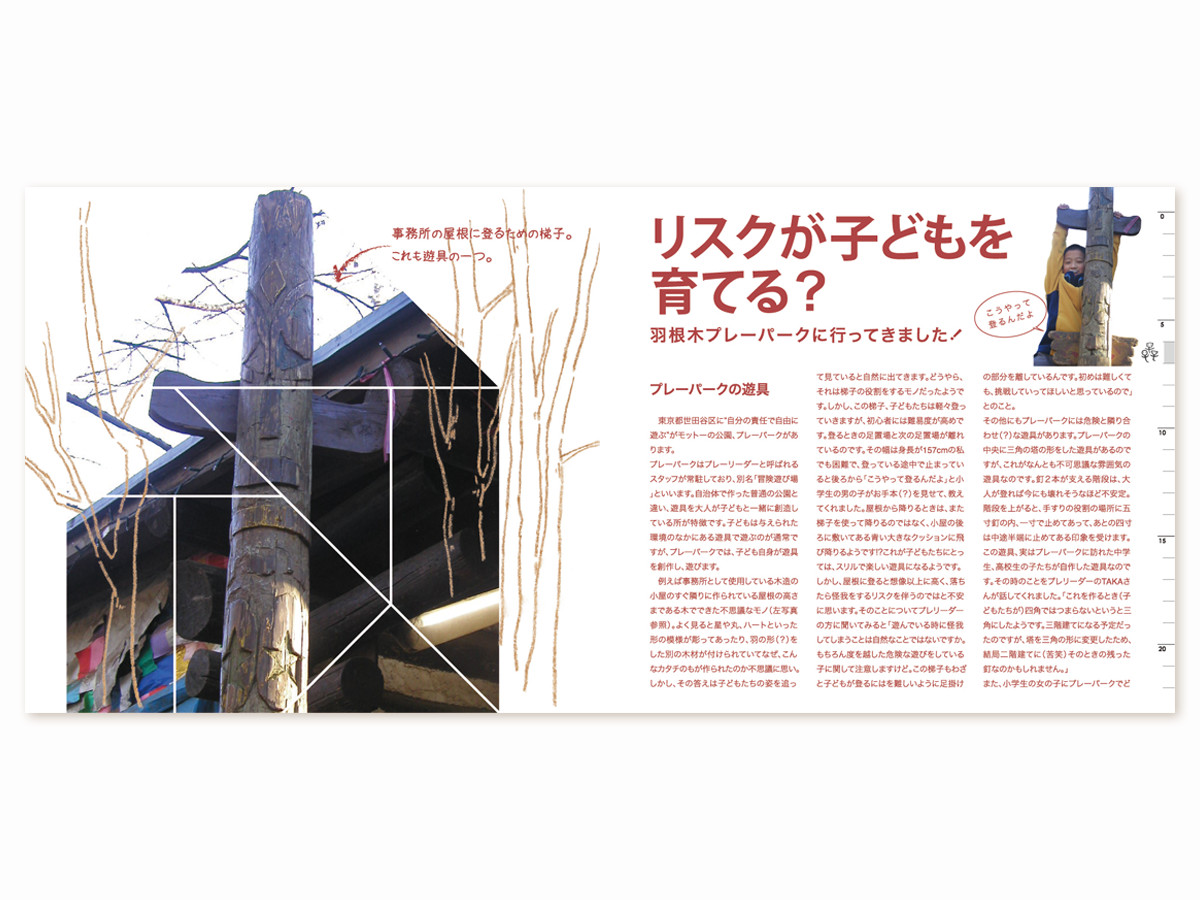 事務所の屋根に登るための梯子。
これも遊具の一つ。
リスクが子どもを
育てる?
羽根木プレーパークに行ってきました!
こうやって
登るんだよ
プレーパークの遊具
東京都世田谷区に"自分の責任で自由に
遊ぶ"がモットーの公園、プレーパークがあ
ります。
プレーパークはプレーリーダーと呼ばれる
スタッフが常駐しており、別名「冒険遊び場
」といいます。自治体で作った普通の公園と
違い、遊具を大人が子どもと一緒に創造し
ている所が特徴です。子どもは与えられた
環境のなかにある遊具で遊ぶのが通常で
すが、プレーパークでは、子ども自身が遊具
を創作し、遊びます。
例えば事務所として使用している木造の
小屋のすぐ隣りに作られている屋根の高さ
まである木でできた不思議なモノ(左写真
参照)。よく見ると星や丸、ハートといった
形の模様が彫ってあったり、羽の形(?)を
した別の木材が付けられていてなぜ、こん
なカタチのもが作られたのか不思議に思い。
しかし、その答えは子どもたちの姿を追っ
て見ていると自然に出てきます。どうやら、
それは梯子の役割をするモノだったようで
す。しかし、この梯子、子どもたちは軽々登っ
ていきますが、初心者には難易度が高めで
す。登るときの足置場と次の足置場が離れ
ているのです。その幅は身長が157cmの私
でも困難で、登っている途中で止まってい
ると後ろから「こうやって登るんだよ」と小
学生の男の子がお手本(?)を見せて、教え
てくれました。屋根から降りるときは、また
梯子を使って降りるのではなく、小屋の後
ろに敷いてある青い大きなクッションに飛
び降りるようです!?これが子どもたちにとっ
ては、スリルで楽しい遊具になるようです。
しかし、屋根に登ると想像以上に高く、落ち
たら怪我をするリスクを伴うのではと不安
に思います。そのことについてプレリーダー
の方に聞いてみると「遊んでいる時に怪我
してしまうことは自然なことではないですか。
もちろん度を越した危険な遊びをしている
子に関して注意しますけど。この梯子もわざ
と子どもが登るにはを難しいように足掛け
の部分を離しているんです。初めは難しくて
も、挑戦していってほしいと思っているので」
とのこと。
その他にもプレーパークには危険と隣り合
わせ(?)な遊具があります。プレーパークの
中央に三角の塔の形をした遊具があるので
すが、これがなんとも不可思議な雰囲気の
遊具なのです。釘2本が支える階段は、大
人が登れば今にも壊れそうなほど不安定。
階段を上がると、手すりの役割の場所に五
寸釘の内、一寸で止めてあって、あとの四寸
は中途半端に止めてある印象を受けます。
この遊具、実はプレーパークに訪れた中学
生、高校生の子たちが自作した遊具なので
す。その時のことをプレリーダーのTAKAさ
んが話してくれました。「これを作るとき(子
どもたちが)四角ではつまらないというと三
角にしたようです。三階建てになる予定だっ
たのですが、塔を三角の形に変更したため、
結局二階建てに(苦笑)そのときの残った
釘なのかもしれません。」
また、小学生の女の子にプレーパークでど
0
5
10
15
20